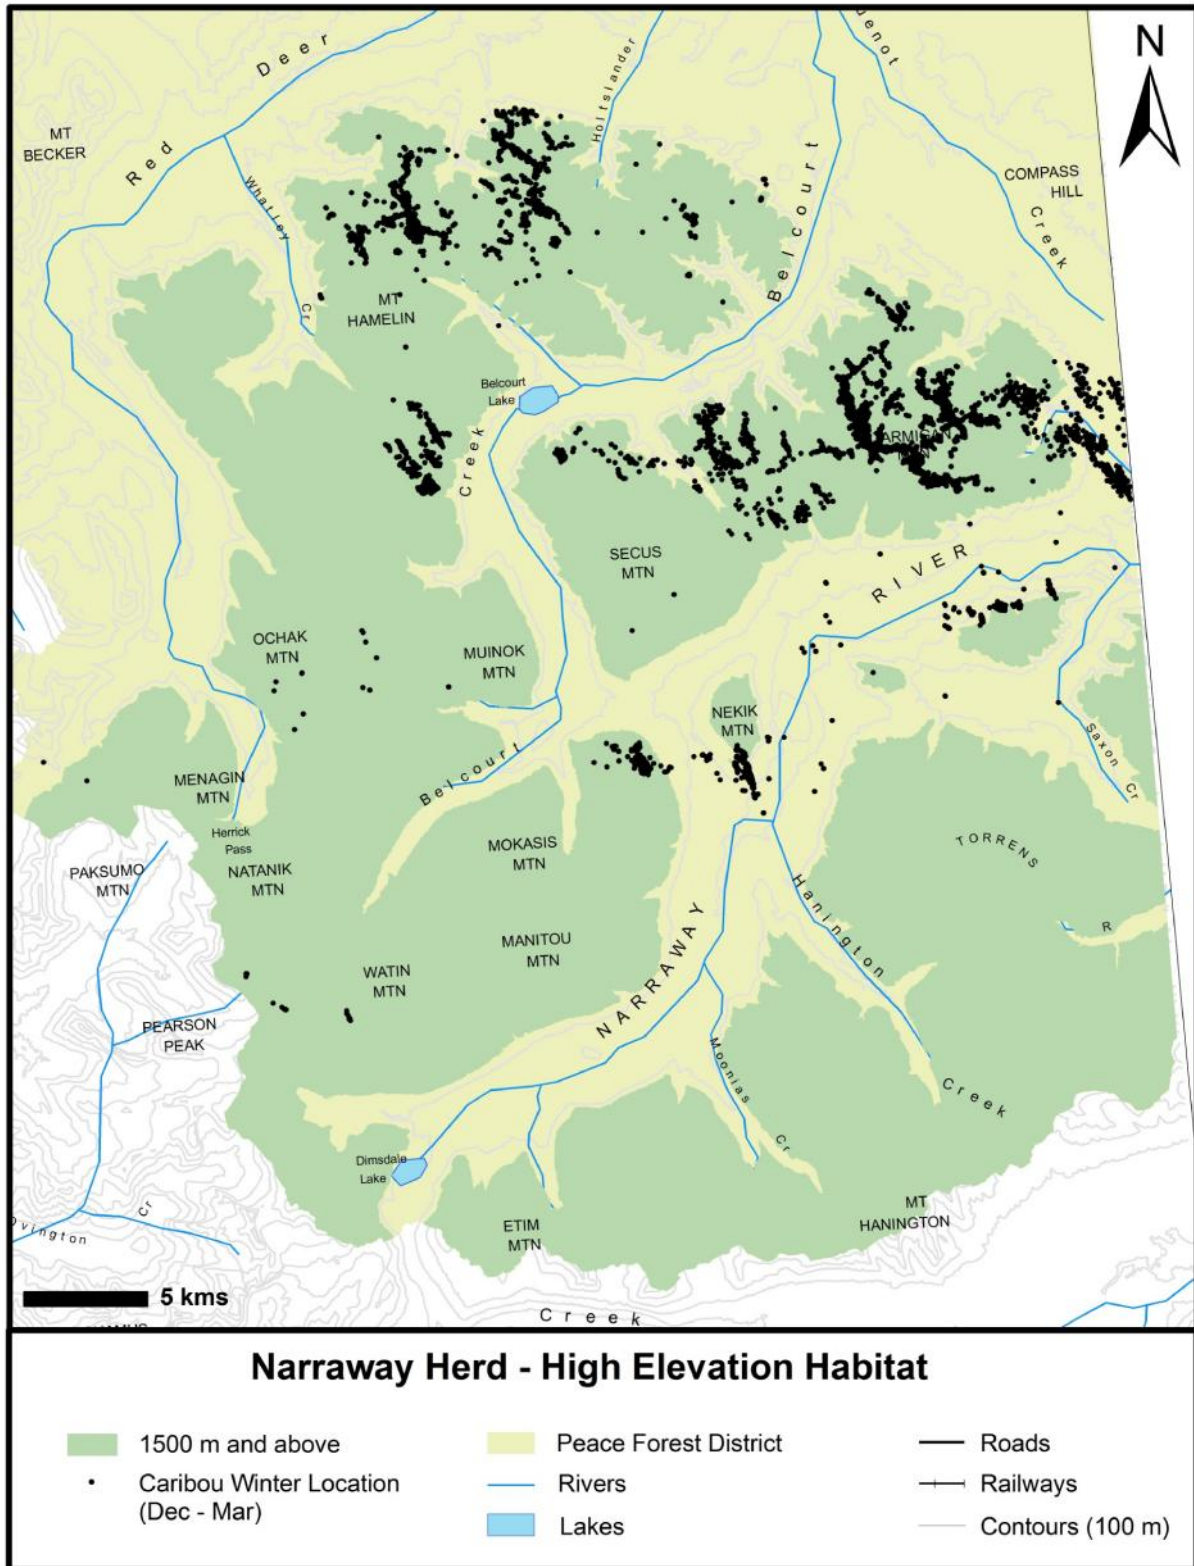 N
Red Deer
Holtslander
MT
BECKER
Whatley
Cr
Belcourt
COMPASS
HILL
Creek
MT
HAMELIN
Belcourt
Lake
Creek
SECUS
MTN
RIVER
OCHAK
MTN
MUINOK
MTN
NEKIK
MTN
Saxon
Cr
Belcourt
MENAGIN
MTN
Herrick
Pass
PAKSUMO
MTN
NATANIK
MTN
MOKASIS
MTN
TORRENS
R
Hanington
MANITOU
MTN
NARRAWAY
WATIN
MTN
PEARSON
PEAK
Moonias
Cr
Creek
Dimsdale
Lake
Cr
ETIM
MTN
MT
HANINGTON
5 kms
Creek
Narraway Herd - High Elevation Habitat
1500 m and above
Caribou Winter Location
(Dec - Mar)
Peace Forest District
Rivers
Lakes
Roads
Railways
Contours (100 m)